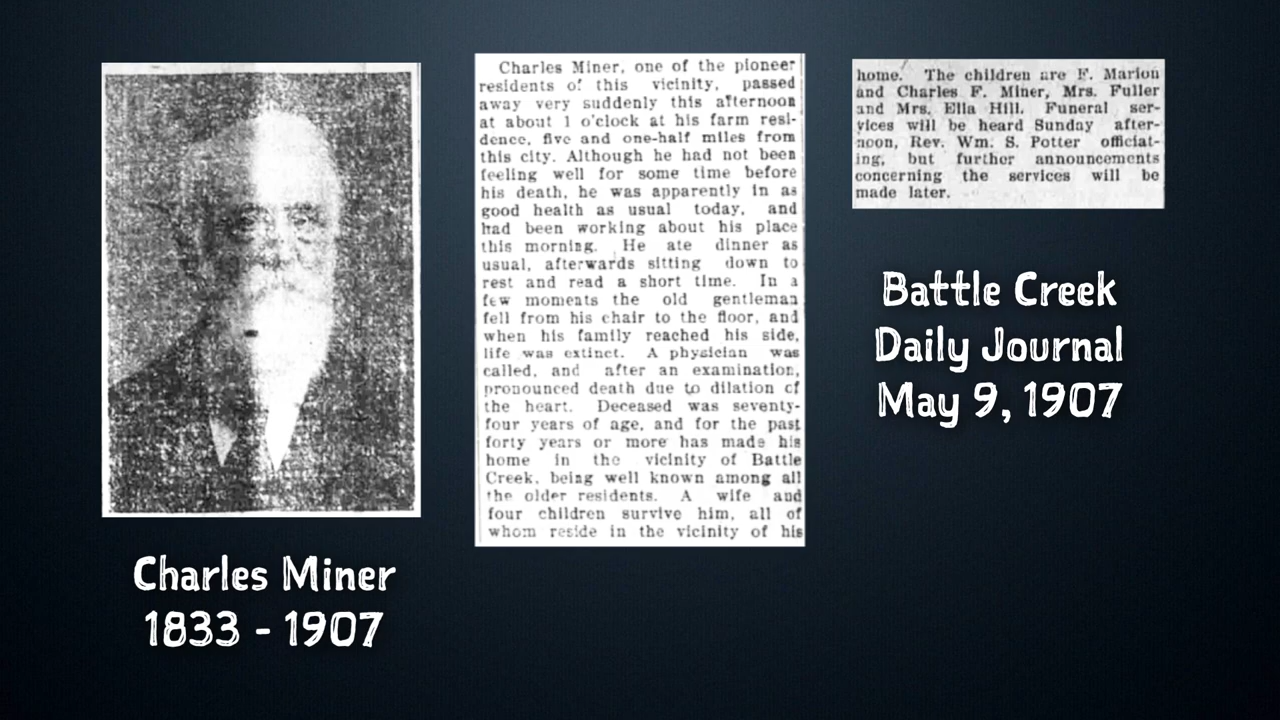 Charles Miner, one of the pioneer
residents of this vicinity, passed
away very suddenly this afternoon
at about 1 o'clock at his farm resi-
dence, five and one-half miles from
this city. Although he had not been
feeling well for some time before
his death, he was apparently in as
good health as usual today, and
had been working about his place
this morning. He ate dinner as
usual, afterwards sitting down to
rest and read a short time. In a
few moments the old gentleman
fell from his chair to the floor, and
when his family reached his side,
life was extinct. A physician was
called, and after an examination,
pronounced death due to dilation of
the heart. Deceased was seventy-
four years of age, and for the past
forty years or more has made his
home in the vicinity of Battle
Creek, being well known among all
the older residents. A wife and
four children survive him, all of
whom reside in the vicinity of his
home. The children are F. Marion
and Charles F. Miner, Mrs. Fuller
and Mrs. Ella Hill. Funeral ser-
vices will be heard Sunday after-
noon, Rev. Wm. S. Potter officiat-
ing, but further announcements
concerning the services will be
made later.
Battle Creek
Daily Journal
May 9, 1907
Charles Miner
1833 - 1907